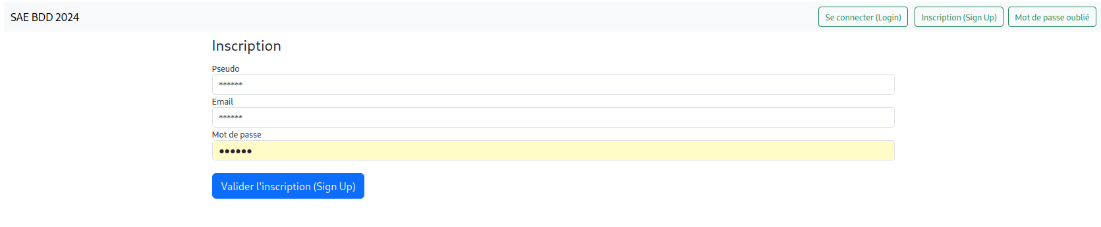 SAE BDD 2024
Se connecter (Login)
Inscription (Sign Up)
Mot de passe oublié
Inscription
Pseudo
******
Email
******
Mot de passe
●●●●●●
Valider l'inscription (Sign Up)